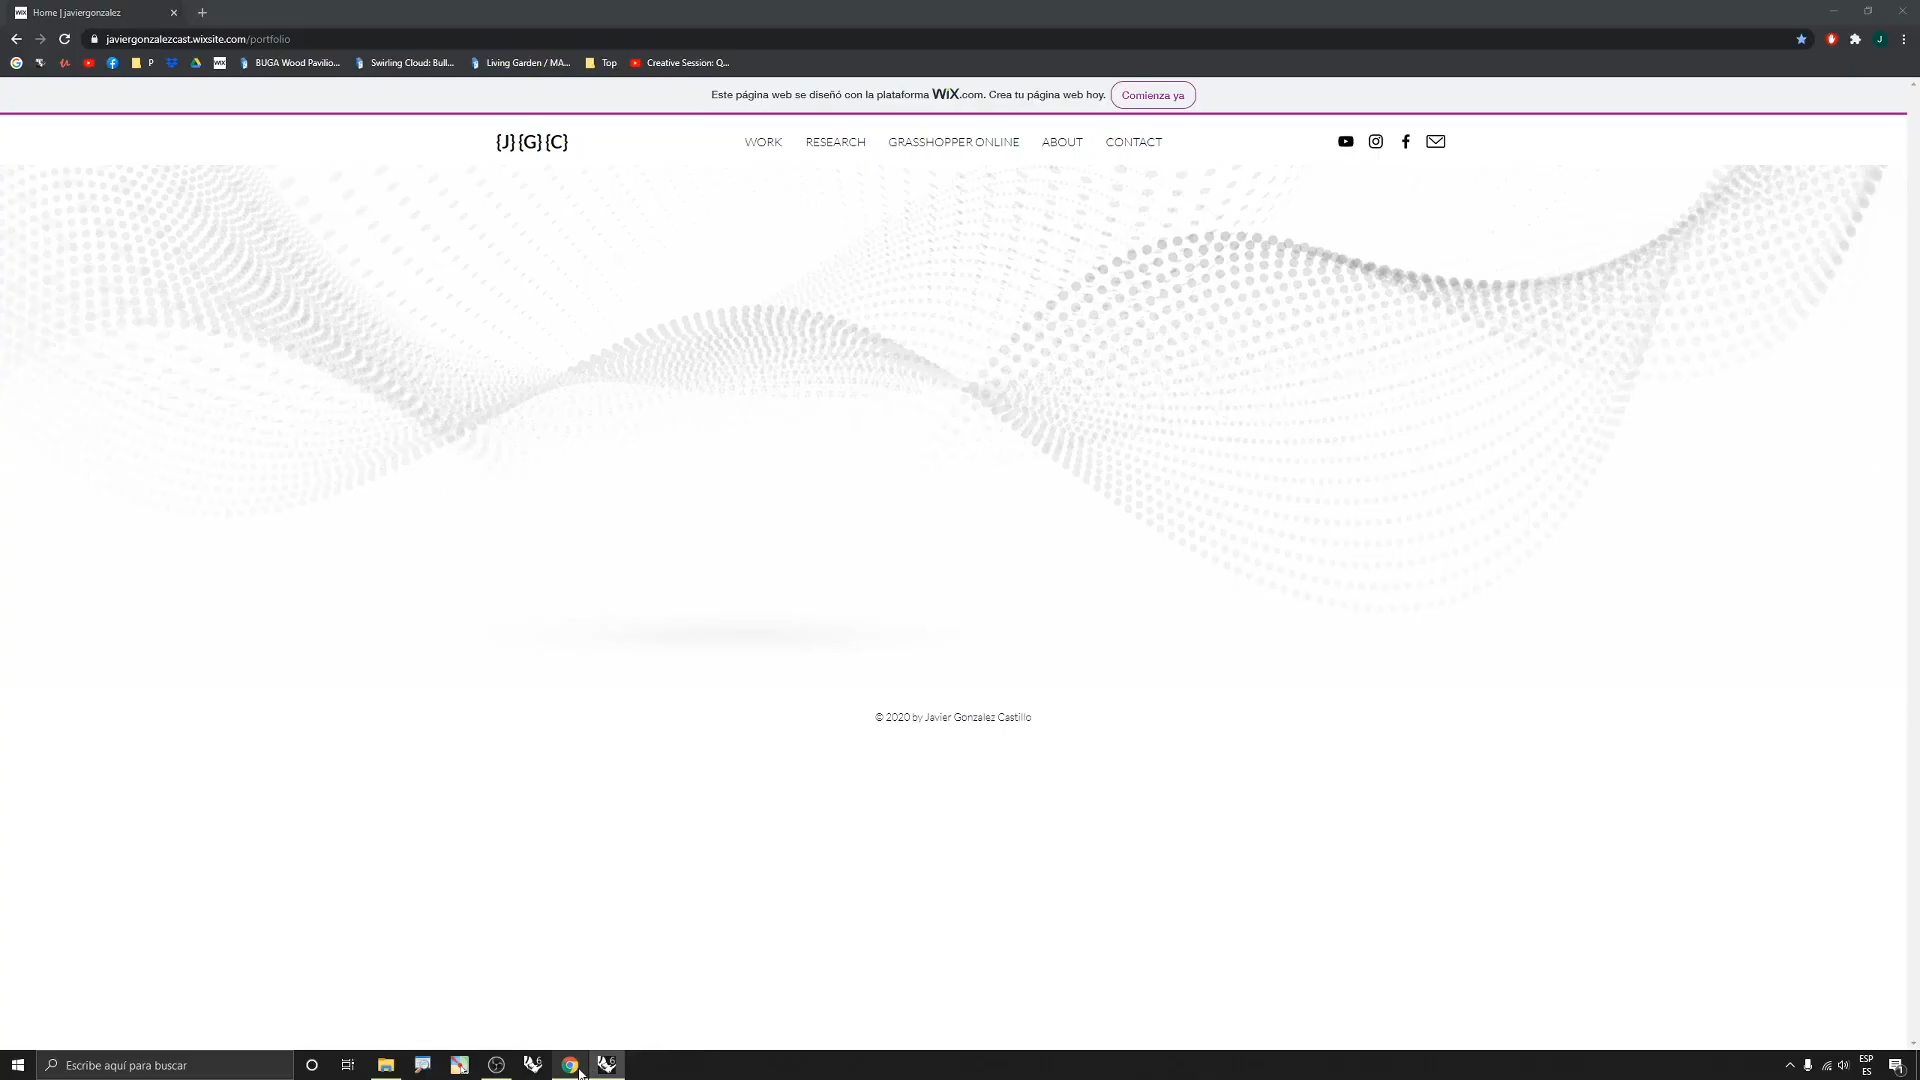 Home | javiergonzalez
javiergonzalezcast.wixsite.com/portfolio
P
BUGA Wood Pavilio...
Swirling Cloud: Bull...
Living Garden / MA...
Top
Creative Session: Q...
Este página web se diseñó con la plataforma WiX.com. Crea tu página web hoy.
Comienza ya
{J}{G}{C}
WORK
RESEARCH
GRASSHOPPER ONLINE
ABOUT
CONTACT
© 2020 by Javier Gonzalez Castillo
Escribe aquí para buscar
ESP
ES